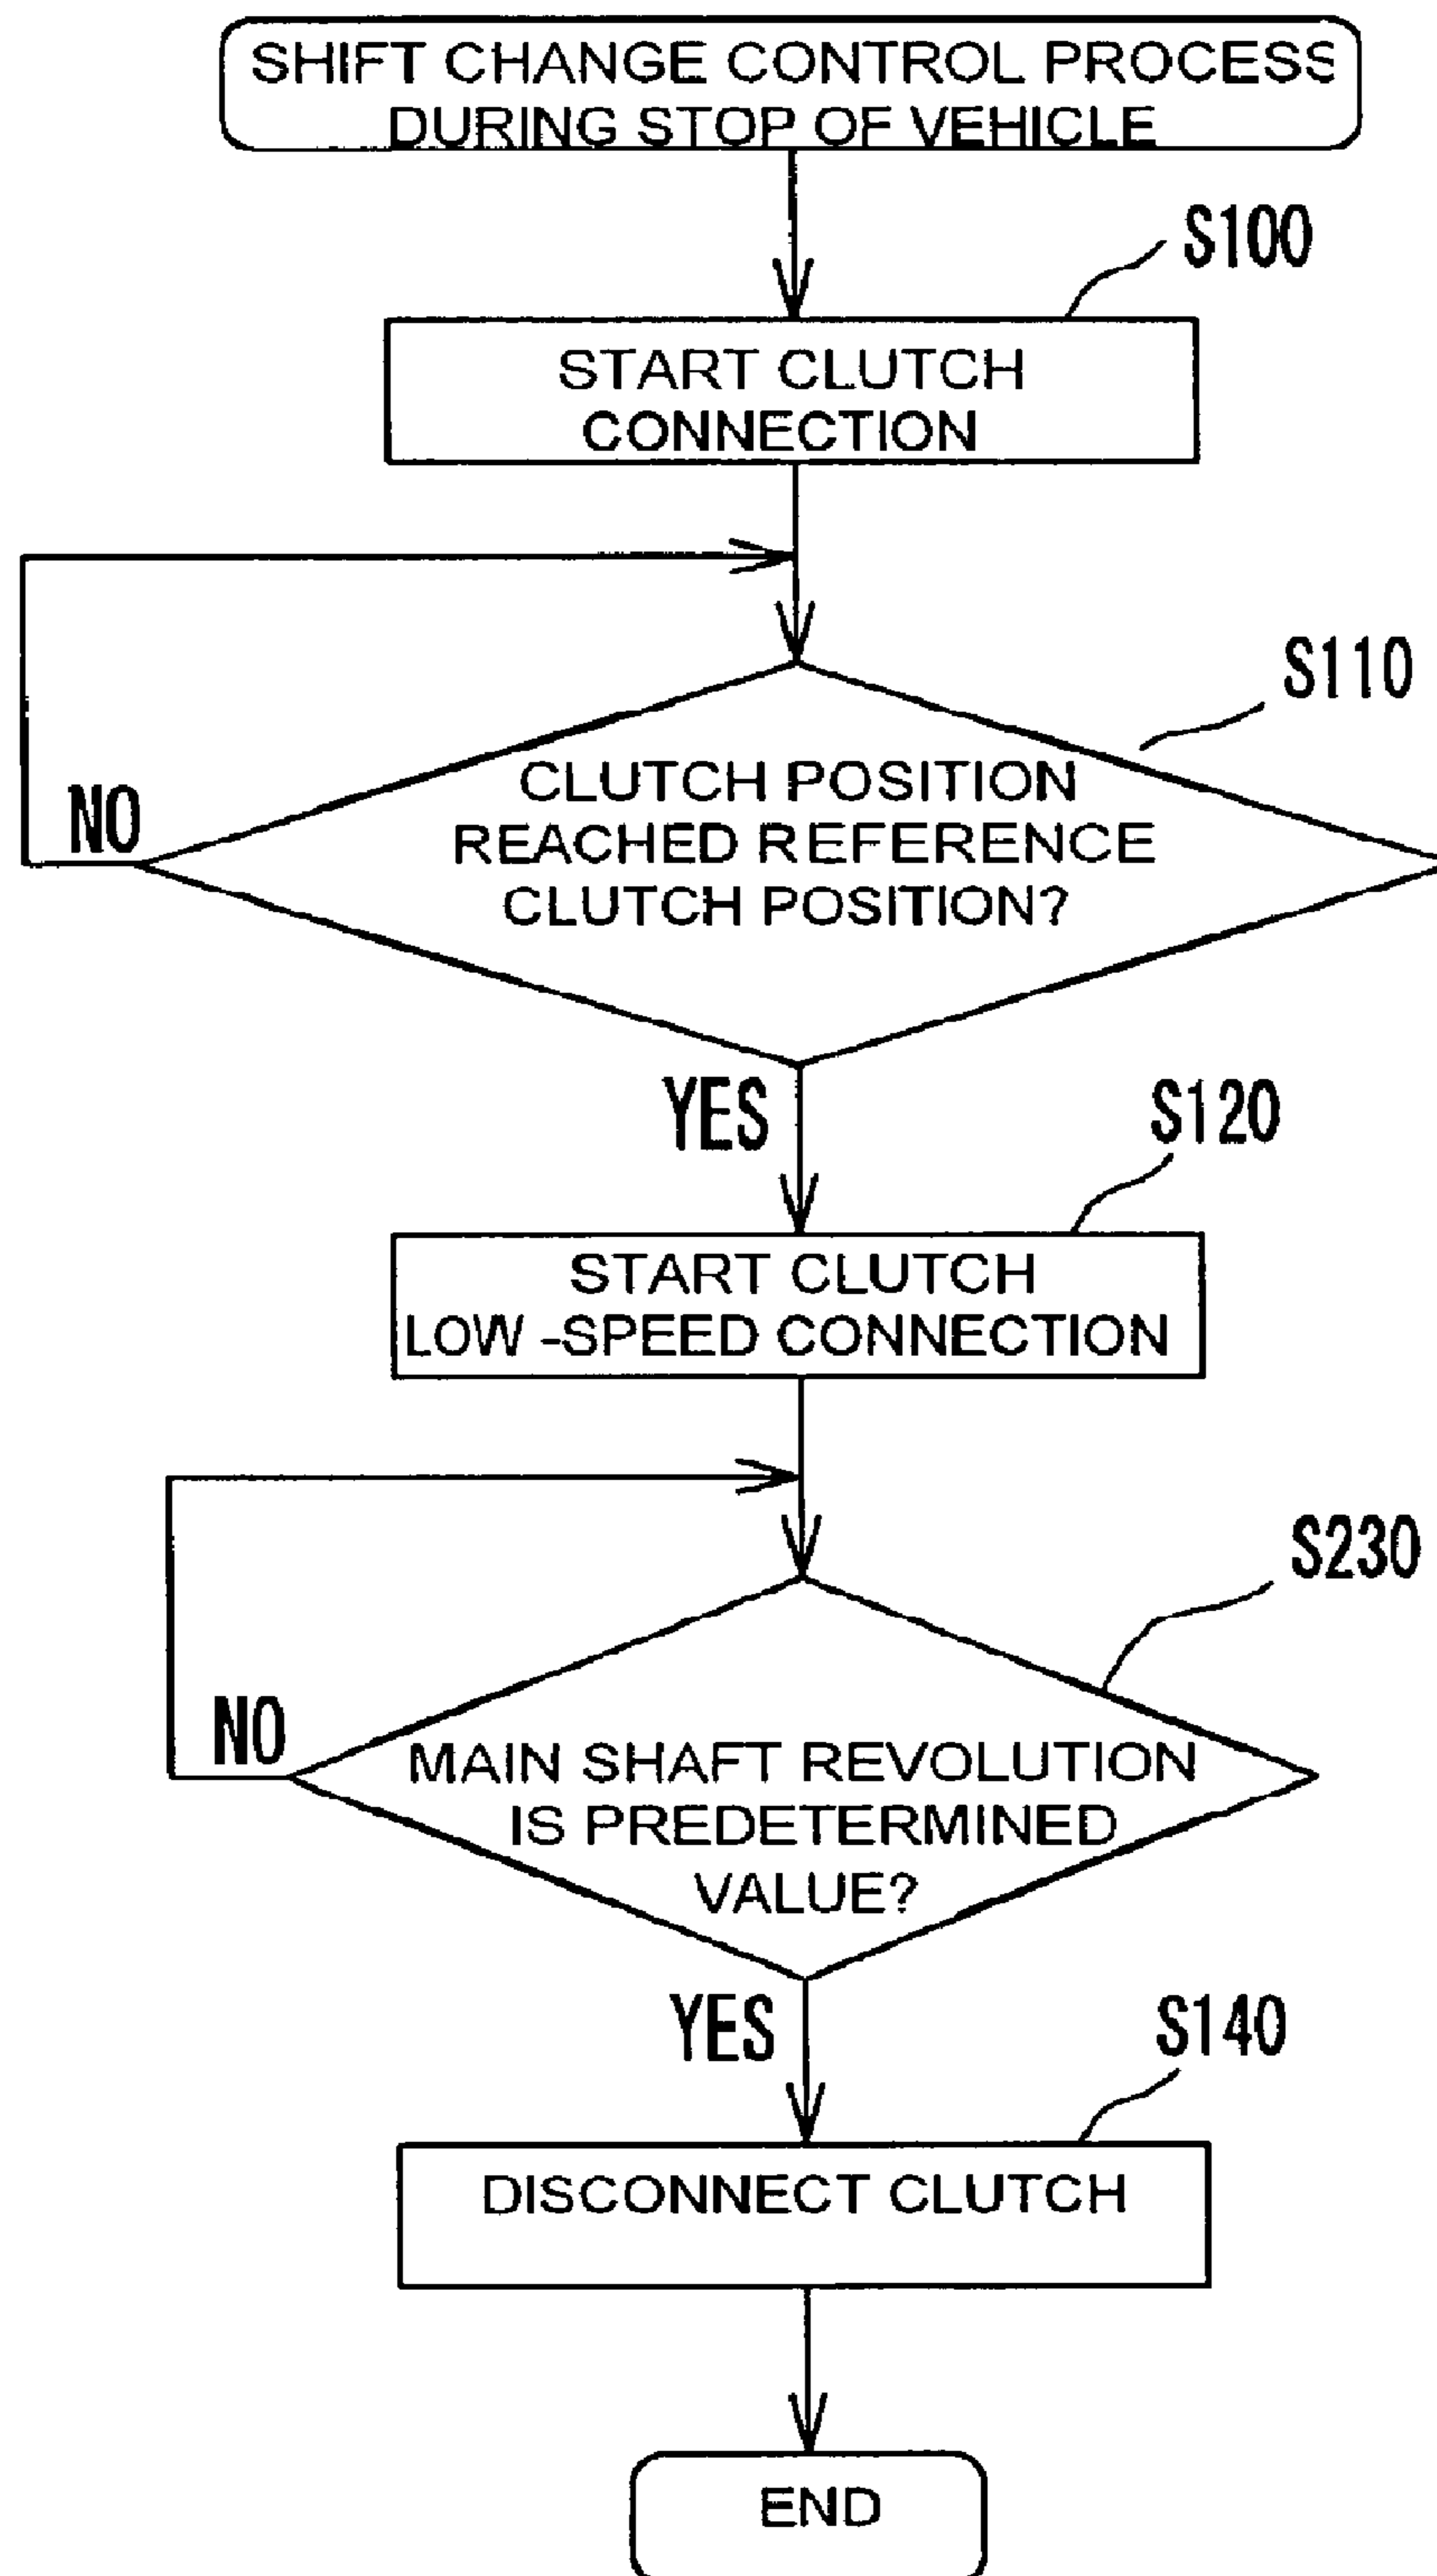 SHIFT CHANGE CONTROL PROCESS
DURING STOP OF VEHICLE
S100
START CLUTCH
CONNECTION
S110
CLUTCH POSITION
REACHED REFERENCE
CLUTCH POSITION?
NO
YES
S120
START CLUTCH
LOW -SPEED CONNECTION
S230
NO
MAIN SHAFT REVOLUTION
IS PREDETERMINED
VALUE?
YES
S140
DISCONNECT CLUTCH
END